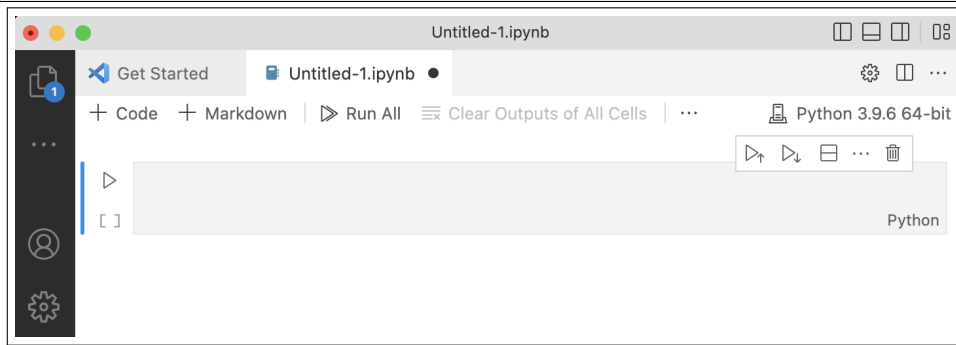 Untitled-1.ipynb
Get Started
Untitled-1.ipynb
1
Code Markdown Run All Clear Outputs of All Cells ... Python 3.9.6 64-bit
[ ]
Python